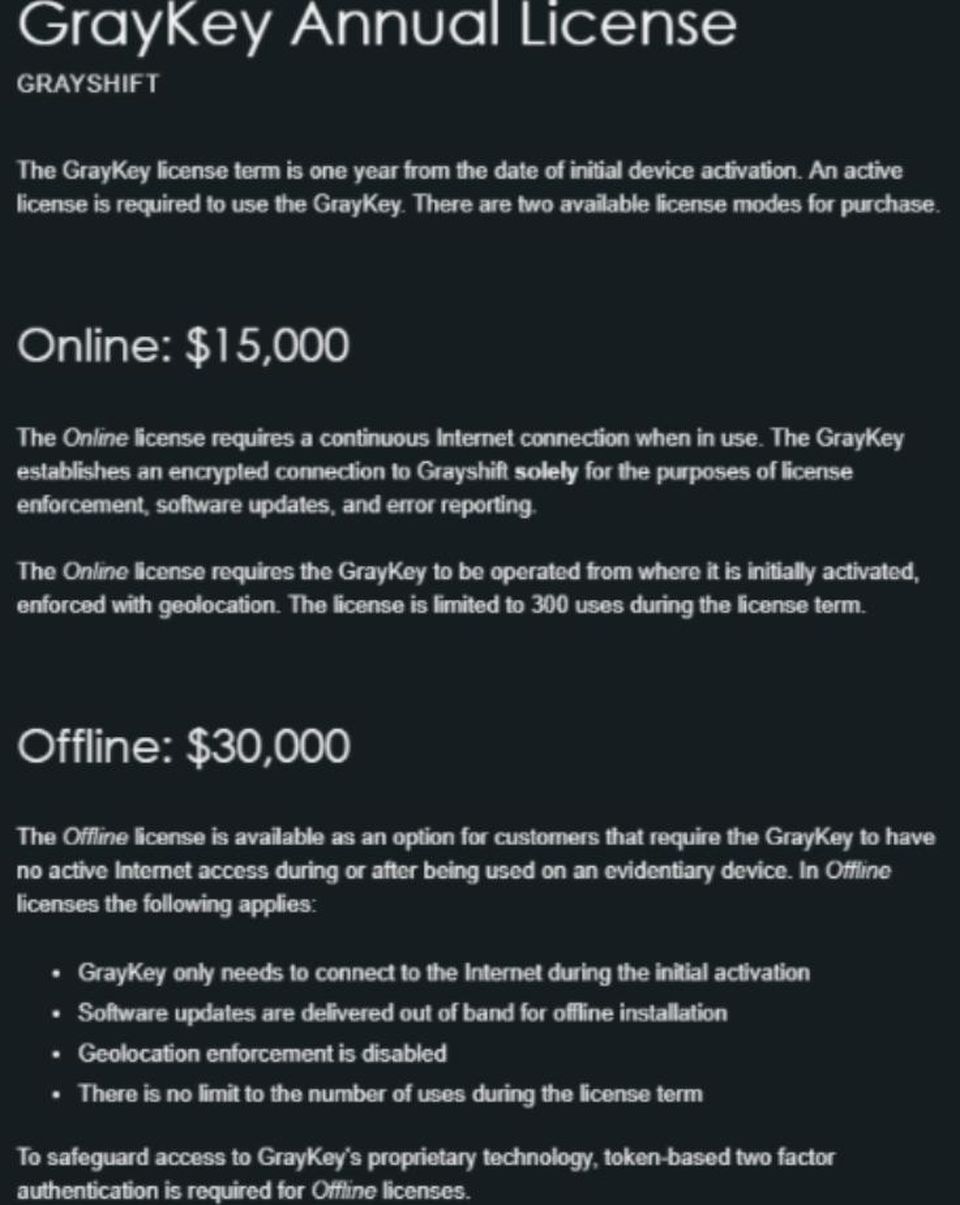 GrayKey Annual License
GRAYSHIFT
The GrayKey license term is one year from the date of initial device activation. An active
license is required to use the GrayKey. There are two available license modes for purchase.
Online: $15,000
The Online license requires a continuous Internet connection when in use. The GrayKey
establishes an encrypted connection to Grayshift solely for the purposes of license
enforcement, software updates, and error reporting.
The Online license requires the GrayKey to be operated from where it is initially activated,
enforced with geolocation. The license is limited to 300 uses during the license term.
Offline: $30,000
The Offline license is available as an option for customers that require the GrayKey to have
no active Internet access during or after being used on an evidentiary device. In Offline
licenses the following applies:
• GrayKey only needs to connect to the Internet during the initial activation
• Software updates are delivered out of band for offline installation
• Geolocation enforcement is disabled
• There is no limit to the number of uses during the license term
To safeguard access to GrayKey's proprietary technology, token-based two factor
authentication is required for Offline licenses.